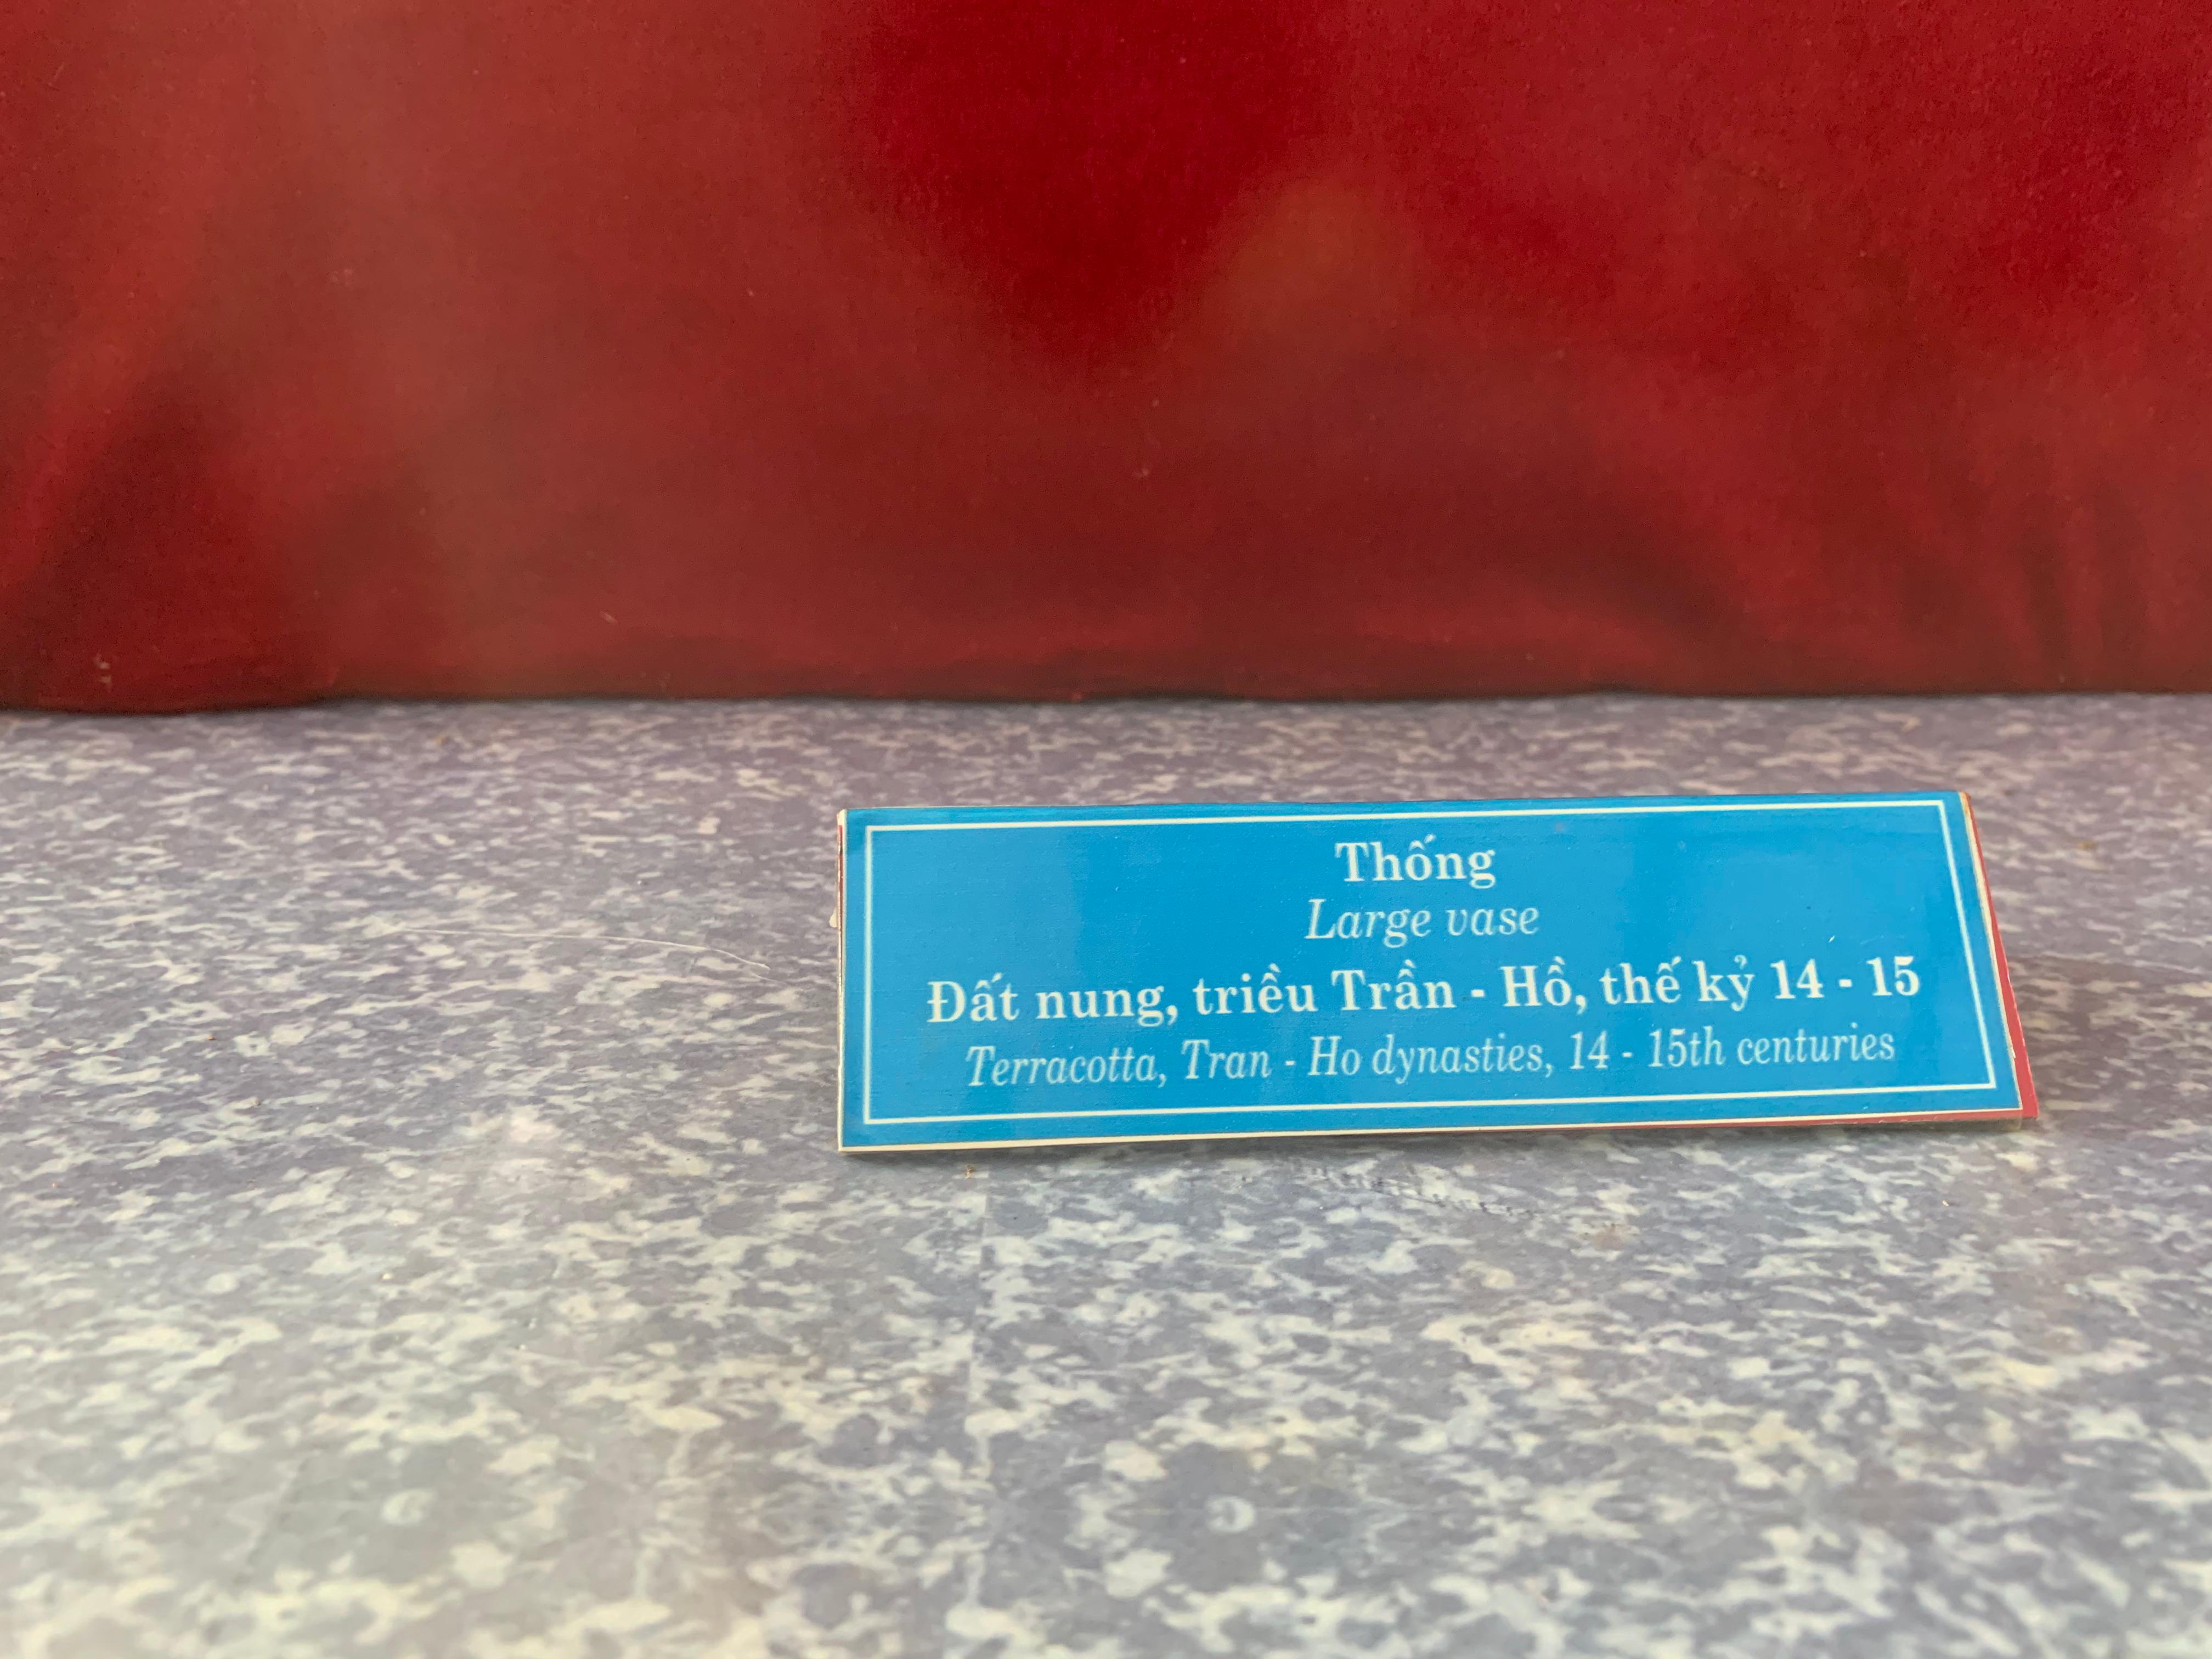 Thống
Large vase
Đất nung, triều Trần - Hồ, thế kỷ 14 - 15
Terracotta, Tran - Ho dynasties, 14 - 15th centuries